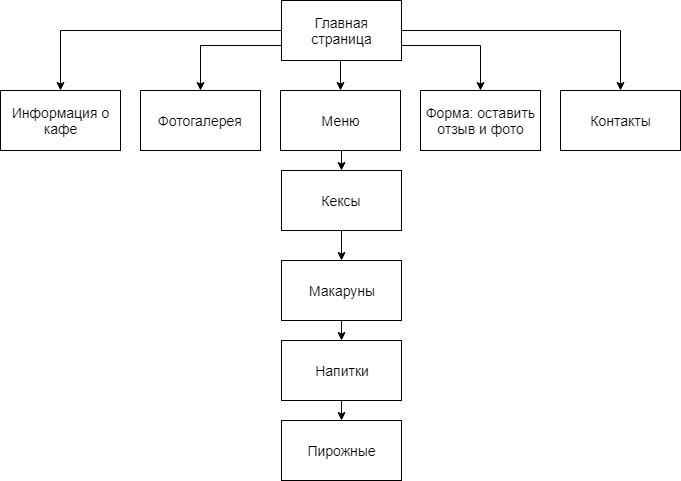 Главная
страница
Информация о
кафе
Фотогалерея
Меню
Форма: оставить
отзыв и фото
Контакты
Кексы
Макаруны
Напитки
Пирожные